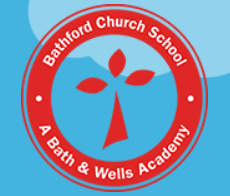 Bathford Church School
A Bath & Wells Academy